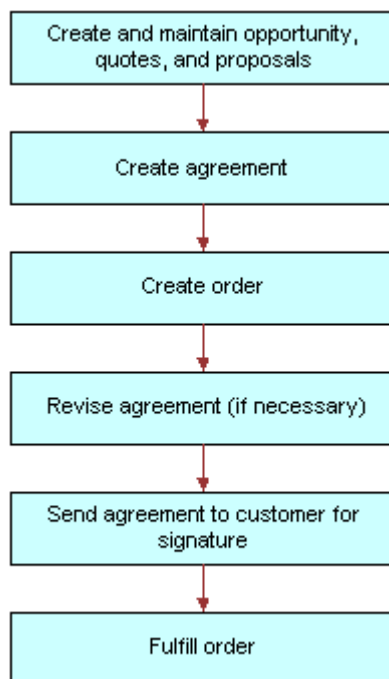 Create and maintain opportunity,
quotes, and proposals
Create agreement
Create order
Revise agreement (if necessary)
Send agreement to customer for
signature
Fulfill order